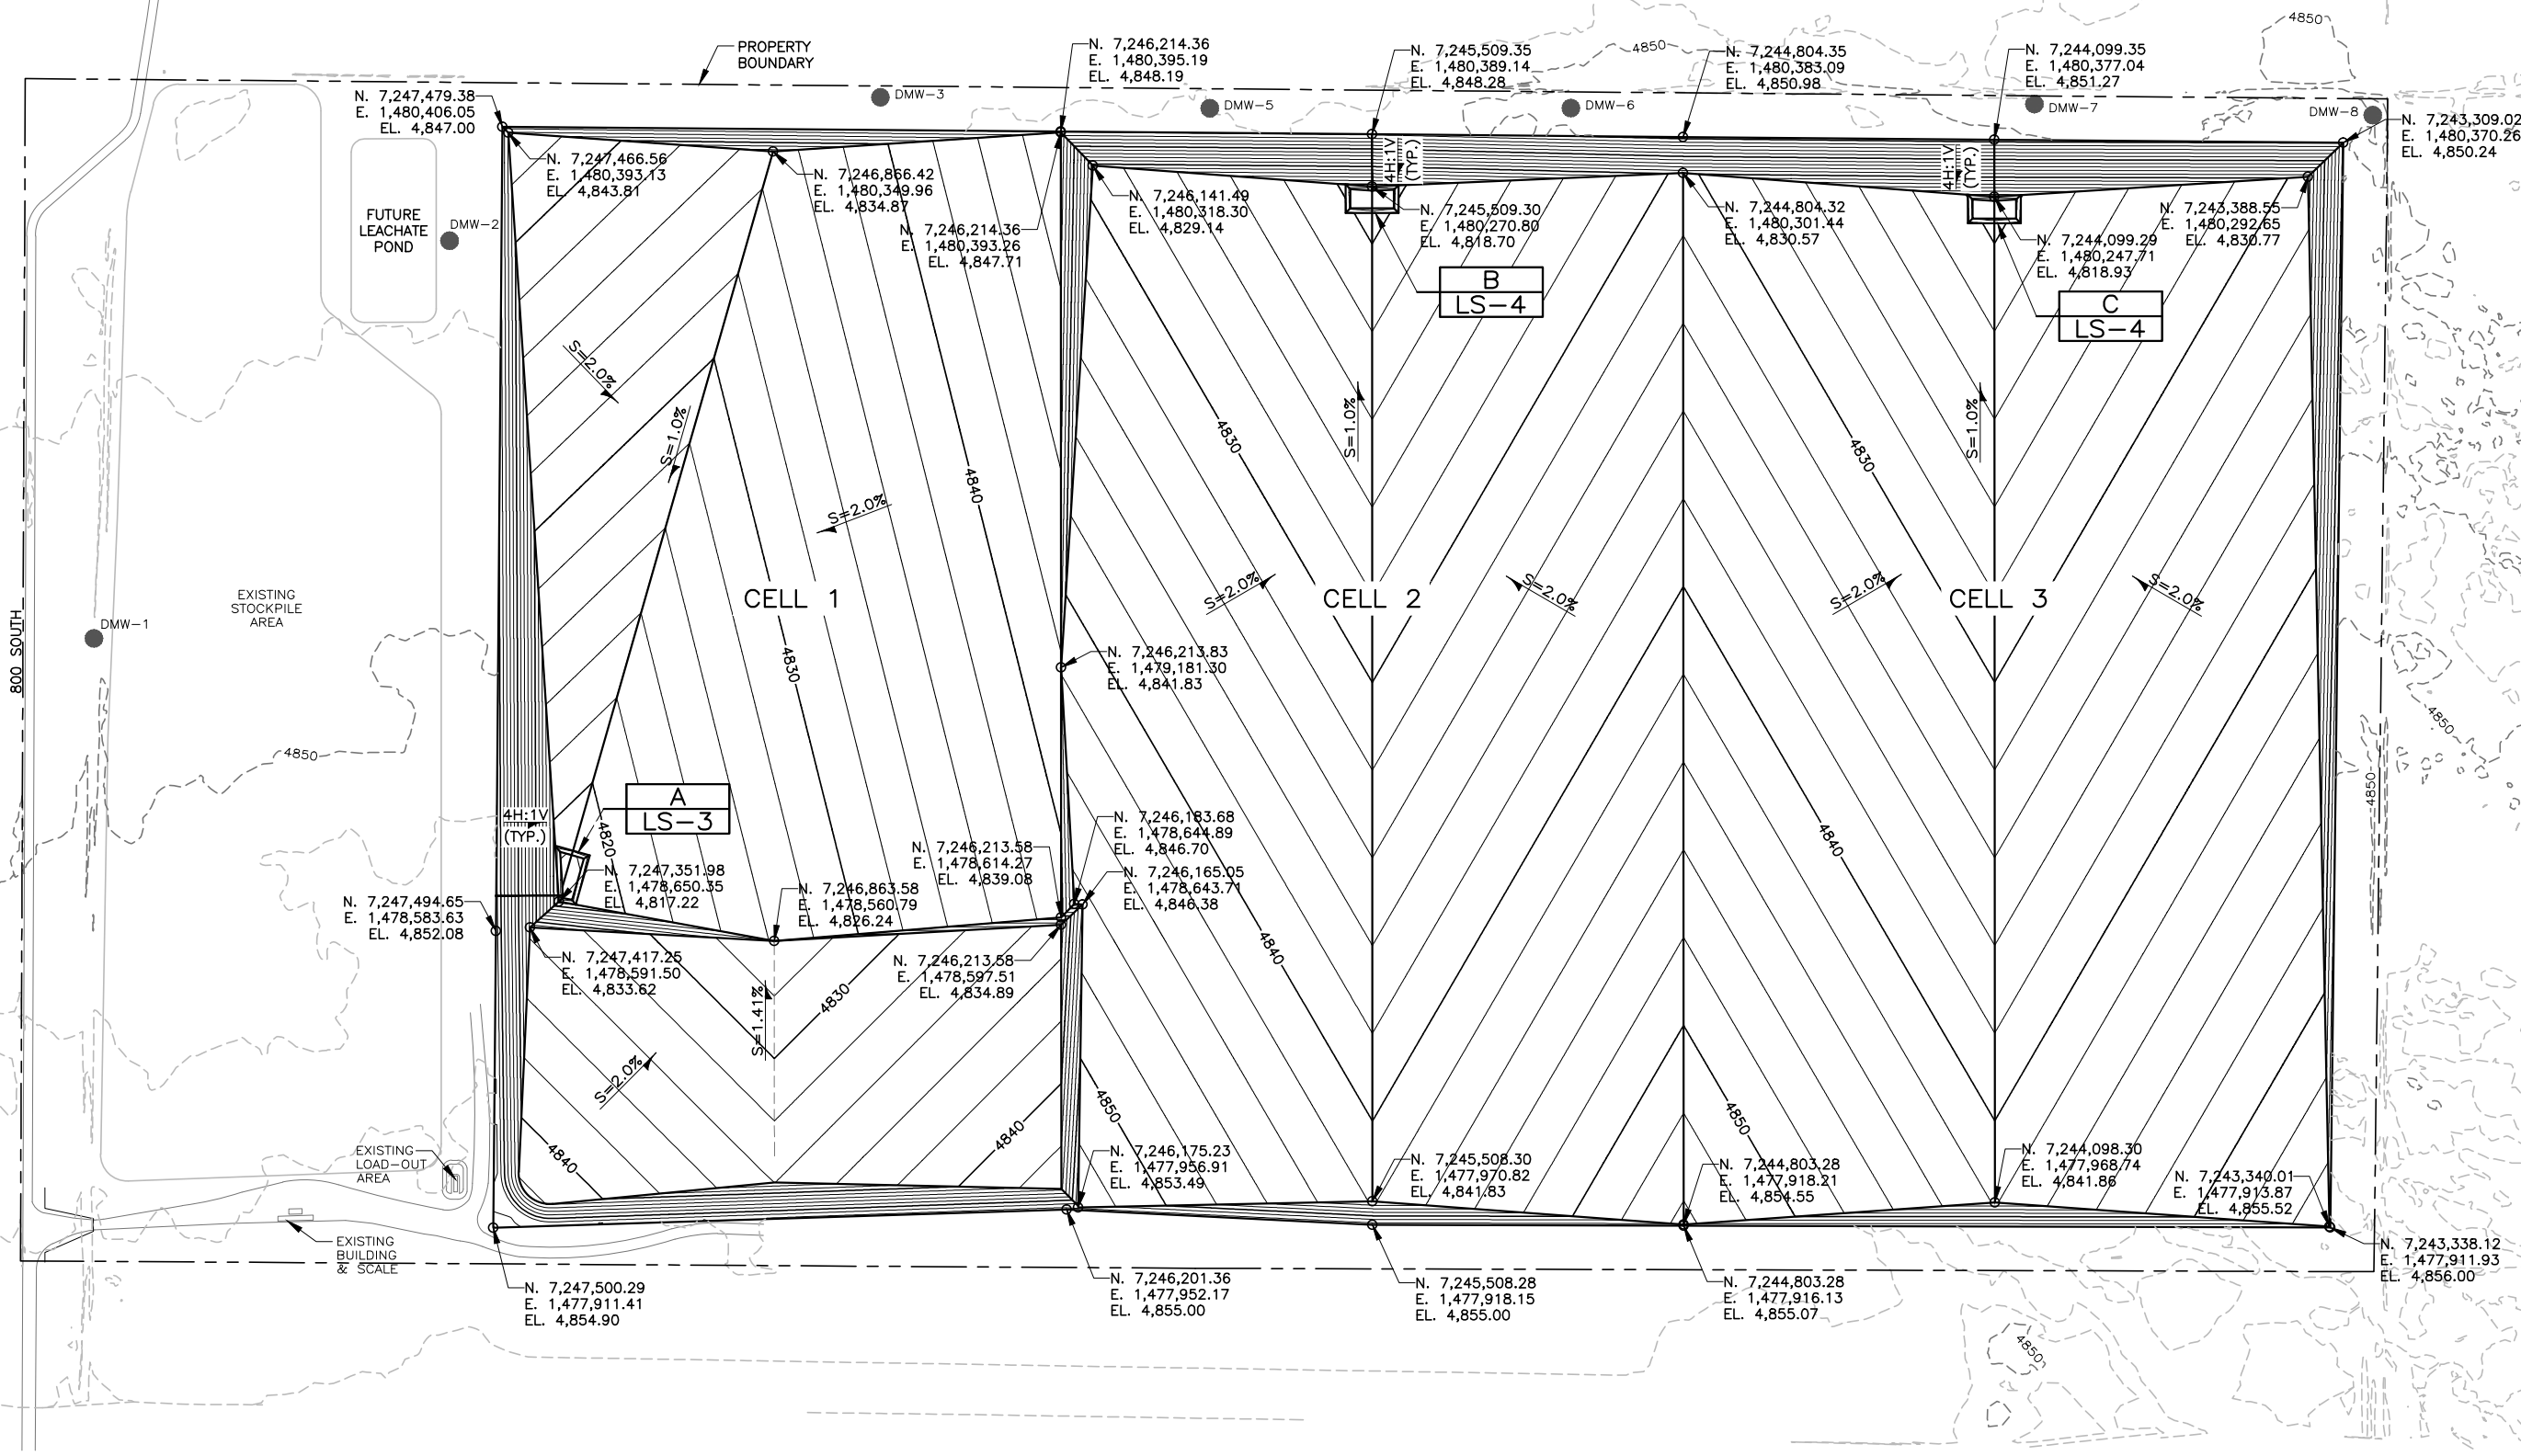 PROPERTY
BOUNDARY
N. 7,246,214.36
E. 1,480,395.19
EL. 4,848.19
N. 7,245,509.35
E. 1,480,389.14
EL. 4,848.28
4850
N. 7,244,804.35
E. 1,480,383.09
EL. 4,850.98
N. 7,244,099.35
E. 1,480,377.04
EL. 4,851.27
4850
N. 7,247,479.38
E. 1,480,406.05
EL. 4,847.00
DMW-3
DMW-5
DMW-6
DMW-7
DMW-8
N. 7,243,309.02
E. 1,480,370.26
EL. 4,850.24
N. 7,247,466.56
E. 1,480,393.13
EL. 4,843.81
N. 7,246,866.42
E. 1,480,349.96
EL. 4,834.87
4H:1V
(TYP.)
4H:1V
(TYP.)
N. 7,246,214.36
E. 1,480,393.26
EL. 4,847.71
N. 7,246,141.49
E. 1,480,318.30
EL. 4,829.14
N. 7,245,509.30
E. 1,480,270.80
EL. 4,818.70
N. 7,244,804.32
E. 1,480,301.44
EL. 4,830.57
N. 7,244,099.29
E. 1,480,247.71
EL. 4,818.93
N. 7,243,388.55
E. 1,480,292.65
EL. 4,830.77
FUTURE
LEACHATE
POND
DMW-2
B
LS-4
C
LS-4
S=2.0%
S=1.0%
S=2.0%
4840
4830
S=1.0%
4830
S=1.0%
EXISTING
STOCKPILE
AREA
DMW-1
800 SOUTH
CELL 1
CELL 2
CELL 3
S=2.0%
S=2.0%
S=2.0%
S=2.0%
4830
N. 7,246,213.83
E. 1,479,181.30
EL. 4,841.83
4850
4850
4850
A
LS-3
4H:1V
(TYP.)
4820
4840
N. 7,246,183.68
E. 1,478,644.89
EL. 4,846.70
N. 7,246,213.58
E. 1,478,614.27
EL. 4,839.08
N. 7,246,165.05
E. 1,478,643.71
EL. 4,846.38
N. 7,247,351.98
E. 1,478,650.35
EL. 4,817.22
N. 7,246,863.58
E. 1,478,560.79
EL. 4,826.24
N. 7,247,494.65
E. 1,478,583.63
EL. 4,852.08
N. 7,247,417.25
E. 1,478,591.50
EL. 4,833.62
N. 7,246,213.58
E. 1,478,597.51
EL. 4,834.89
4840
S=1.41%
4830
S=2.0%
4840
4840
4850
4850
EXISTING
LOAD-OUT
AREA
N. 7,246,175.23
E. 1,477,956.91
EL. 4,853.49
N. 7,245,508.30
E. 1,477,970.82
EL. 4,841.83
N. 7,244,803.28
E. 1,477,918.21
EL. 4,854.55
N. 7,244,098.30
E. 1,477,968.74
EL. 4,841.86
N. 7,243,340.01
E. 1,477,913.87
EL. 4,855.52
EXISTING
BUILDING
& SCALE
N. 7,247,500.29
E. 1,477,911.41
EL. 4,854.90
N. 7,246,201.36
E. 1,477,952.17
EL. 4,855.00
N. 7,245,508.28
E. 1,477,918.15
EL. 4,855.00
N. 7,244,803.28
E. 1,477,916.13
EL. 4,855.07
N. 7,243,338.12
E. 1,477,911.93
EL. 4,856.00
4850